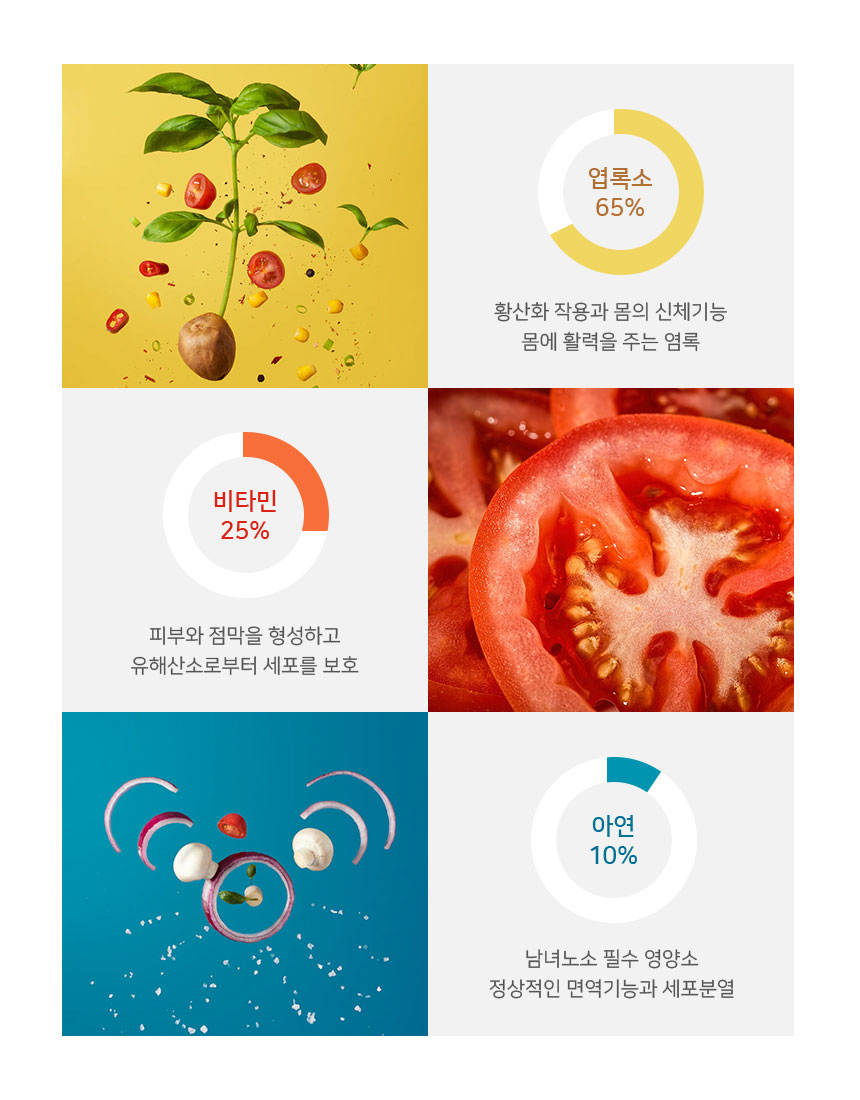 엽록소
65%
황산화 작용과 몸의 신체기능
몸에 활력을 주는 염록
비타민
25%
피부와 점막을 형성하고
유해산소로부터 세포를 보호
아연
10%
남녀노소 필수 영양소
정상적인 면역기능과 세포분열